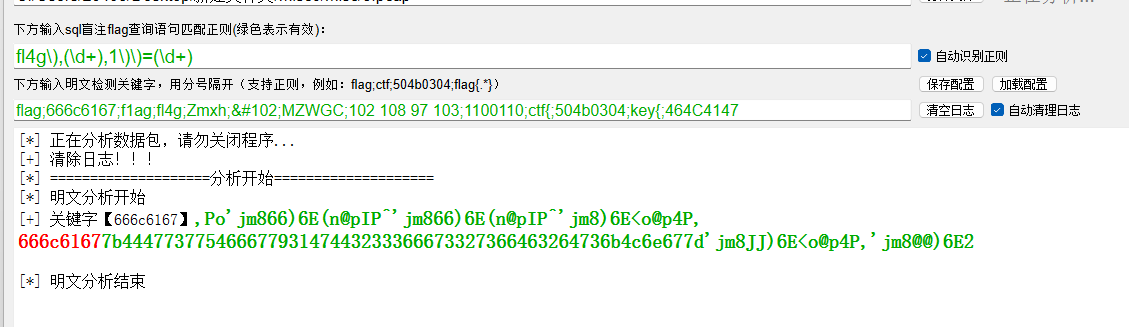 下方输入sql盲注flag查询语句匹配正则(绿色表示有效):
fl4g\),(\d+),1\)\)=(\d+)
自动识别正则
下方输入明文检测关键字，用分号隔开（支持正则，例如: flag;ctf;504b0304;flag{.*}）
保存配置 加载配置
flag;666c6167;f1ag;fl4g;Zmxh;&#102;MZWGC;102 108 97 103;1100110;ctf{;504b0304;key{;464C4147
清空日志 自动清理日志
[*] 正在分析数据包，请勿关闭程序...
[+] 清除日志！！！
[*] ====================分析开始====================
[*] 明文分析开始
[+] 关键字【666c6167】,Po'jm866)6E(n@pIP^'jm866)6E(n@pIP^'jm8)6E<o@p4P,
666c61677b44477377546667793147443233366673327366463264736b4c6e677d'jm8JJ)6E<o@p4P,'jm8@@)6E2
[*] 明文分析结束